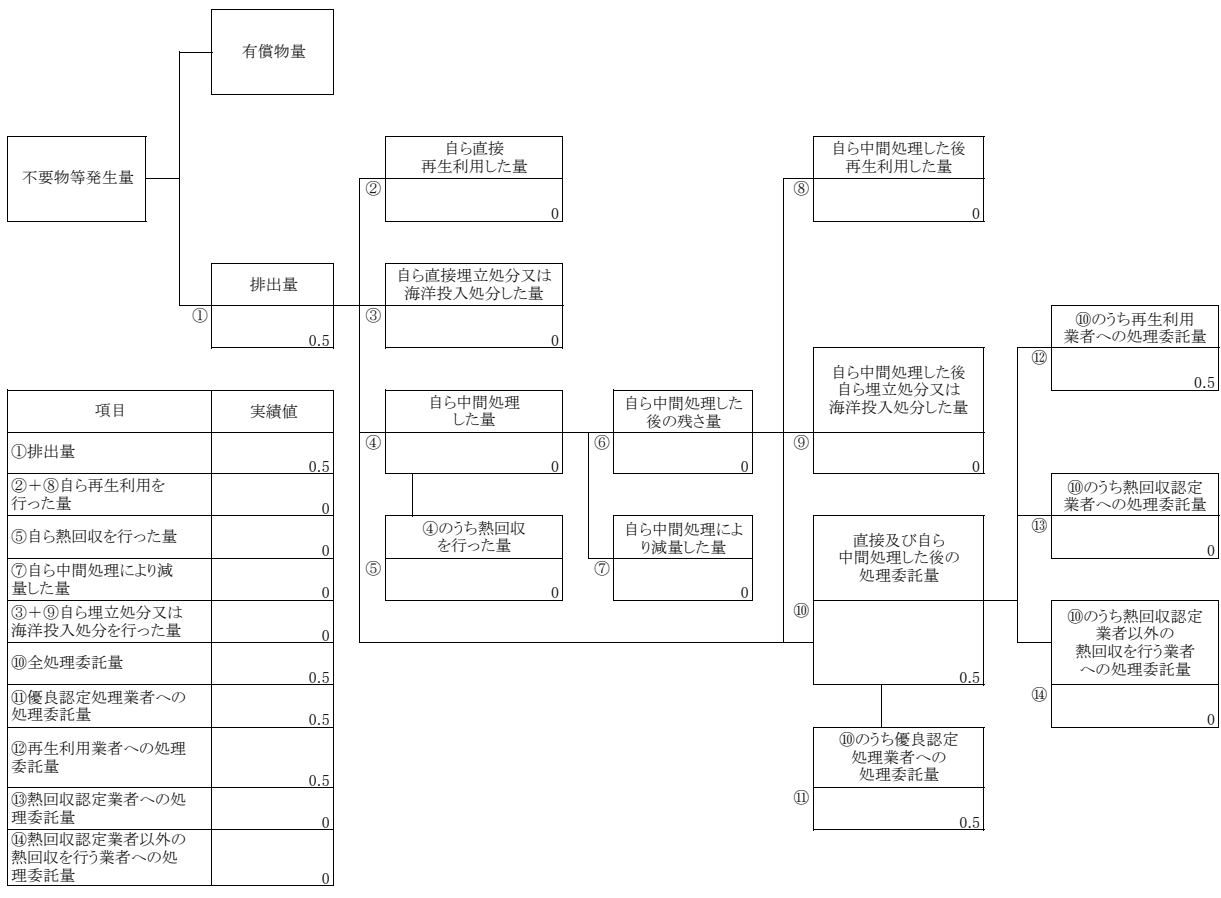 有償物量
不要物等発生量
排出量
①
0.5
自ら直接
再生利用した量
②
0
自ら直接埋立処分又は
海洋投入処分した量
③
0
自ら中間処理
した量
④
0
④のうち熱回収
を行った量
⑤
0
自ら中間処理した
後の残さ量
⑥
0
自ら中間処理によ
り減量した量
⑦
0
自ら中間処理した後
再生利用した量
⑧
0
自ら中間処理した後
自ら埋立処分又は
海洋投入処分した量
⑨
0
直接及び自ら
中間処理した後の
処理委託量
⑩
0.5
⑩のうち優良認定
処理業者への
処理委託量
⑪
0.5
⑩のうち再生利用
業者への処理委託量
⑫
0.5
⑩のうち熱回収認定
業者への処理委託量
⑬
0
⑩のうち熱回収認定
業者以外の
熱回収を行う業者
への処理委託量
⑭
0
項目 実績値
①排出量
0.5
②+⑧自ら再生利用を
行った量
0
⑤自ら熱回収を行った量
0
⑦自ら中間処理により減
量した量
0
③+⑨自ら埋立処分又は
海洋投入処分を行った量
0
⑩全処理委託量
0.5
⑪優良認定処理業者への
処理委託量
0.5
⑫再生利用業者への処理
委託量
0.5
⑬熱回収認定業者への処
理委託量
0
⑭熱回収認定業者以外の
熱回収を行う業者への処
理委託量
0